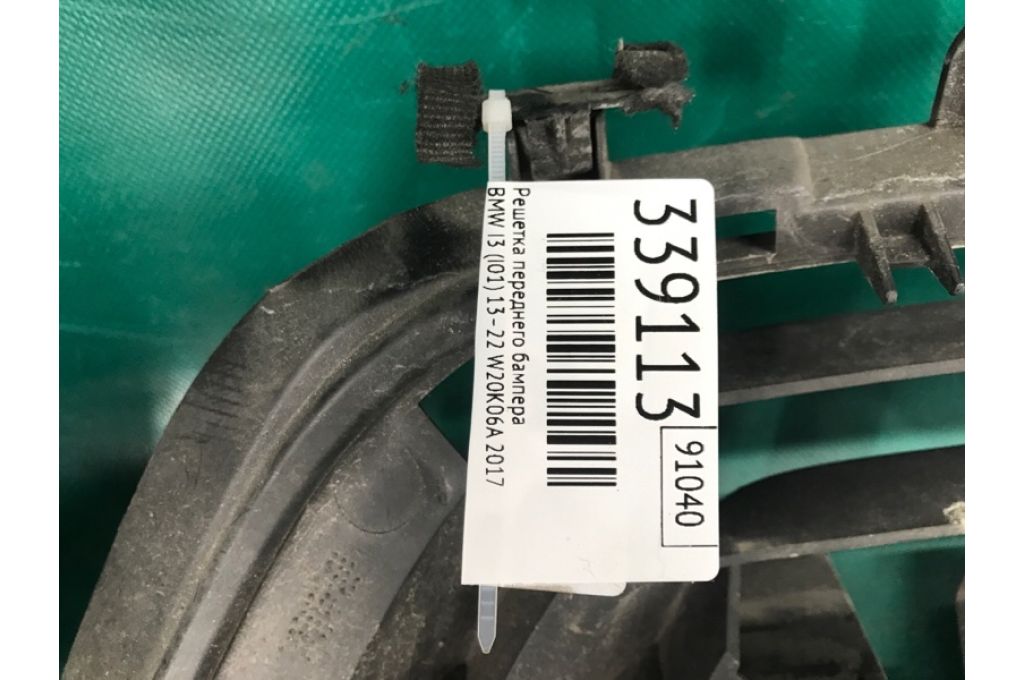 339113
91040
Решетка переднего бампера
BMW I3 (I01) 13-22 W20K06A 2017